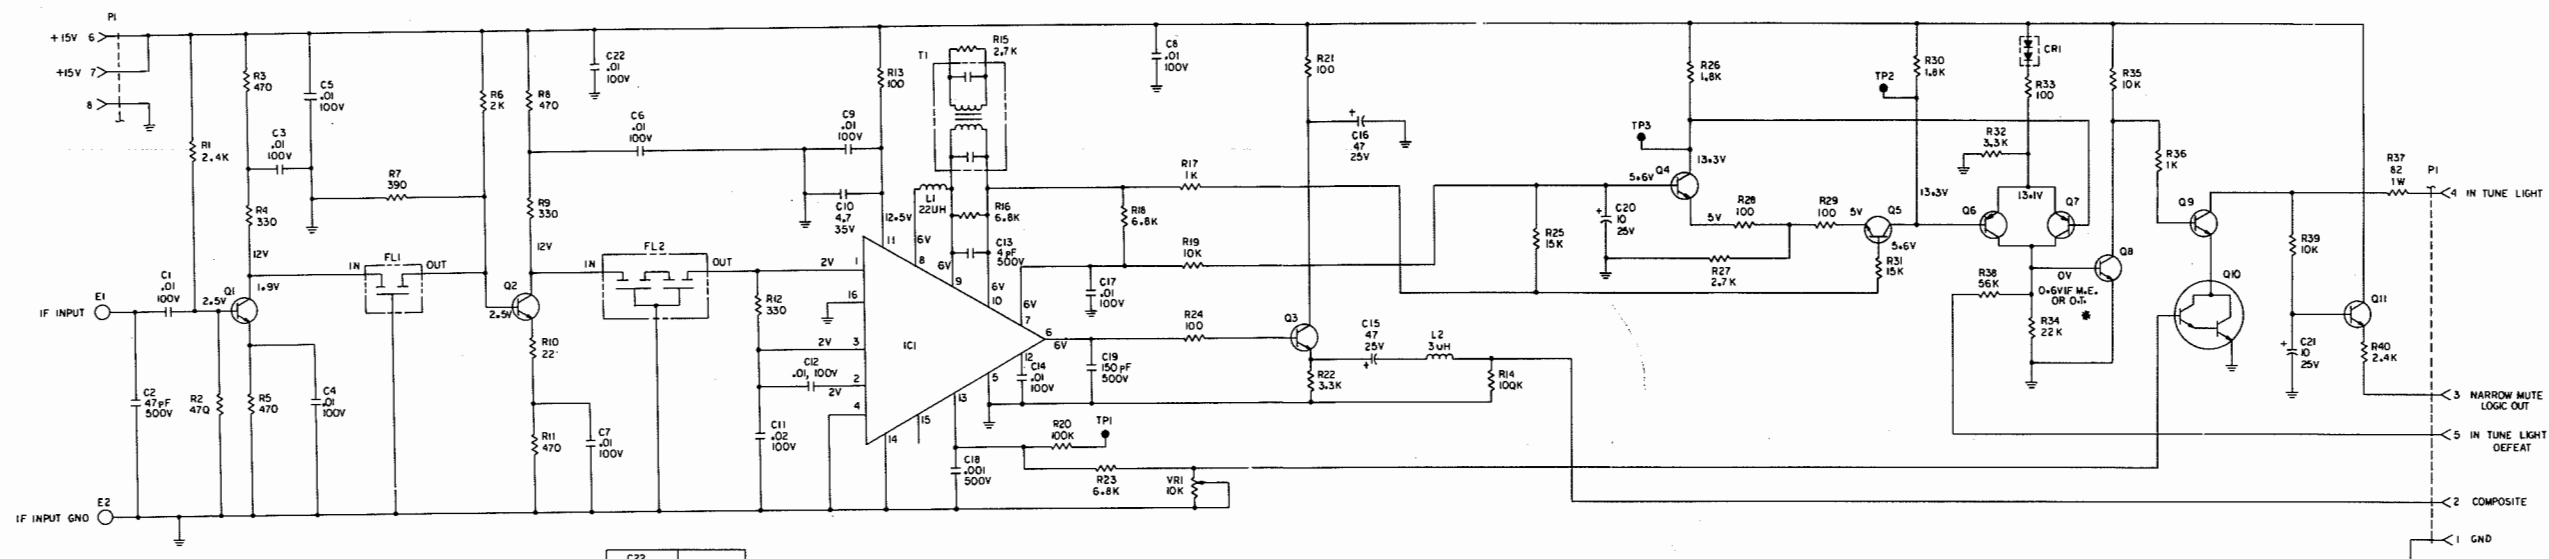 P1
+15V 6
+15V 7
8
R3
470
C5
.01
100V
C3
.01
100V
R1
2.4K
R4
330
R7
390
12V
1.9V
2.5V
Q1
C1
.01
100V
E1
IF INPUT
C2
47pF
500V
R2
47Ω
R5
470
C4
.01
100V
E2
IF INPUT GND
FL1
IN
OUT
R6
2K
R8
470
C22
.01
100V
C6
.01
100V
R9
330
12V
Q2
2.5V
R10
22
R11
470
C7
.01
100V
FL2
IN
OUT
C9
.01
100V
R13
100
C10
4.7
35V
12.5V
11
T1
R15
2.7K
L1
22UH
R16
6.8K
6V
8
C13
4pF
500V
6V
9
6V
10
6V
7
2V
1
16
2V
3
2
2V
4
R12
330
C12
.01, 100V
C11
.02
100V
IC1
14
15
13
5
12
6
6V
C14
.01
100V
C18
.001
500V
R20
100K
TP1
R23
6.8K
VR1
10K
C8
.01
100V
R17
1K
R18
6.8K
R19
10K
C17
.01
100V
C19
150pF
500V
R24
100
R21
100
+
C16
47
25V
Q3
C15
47
25V
+
R22
3.3K
L2
3UH
R14
100K
R25
15K
+
C20
10
25V
TP3
R26
1.8K
13.3V
5.6V
Q4
5V
R28
100
R27
2.7K
R29
100
5V
Q5
5.6V
R31
15K
TP2
R30
1.8K
13.3V
CR1
R33
100
R32
3.3K
13.1V
Q6
Q7
R35
10K
Q8
0V
0.6V IF M.E.
OR O.T.
*
R38
56K
R34
22K
R36
1K
Q9
Q10
R39
10K
+
C21
10
25V
Q11
R40
2.4K
R37
82
1W
P1
4 IN TUNE LIGHT
3 NARROW MUTE
LOGIC OUT
5 IN TUNE LIGHT
DEFEAT
2 COMPOSITE
1 GND
C22